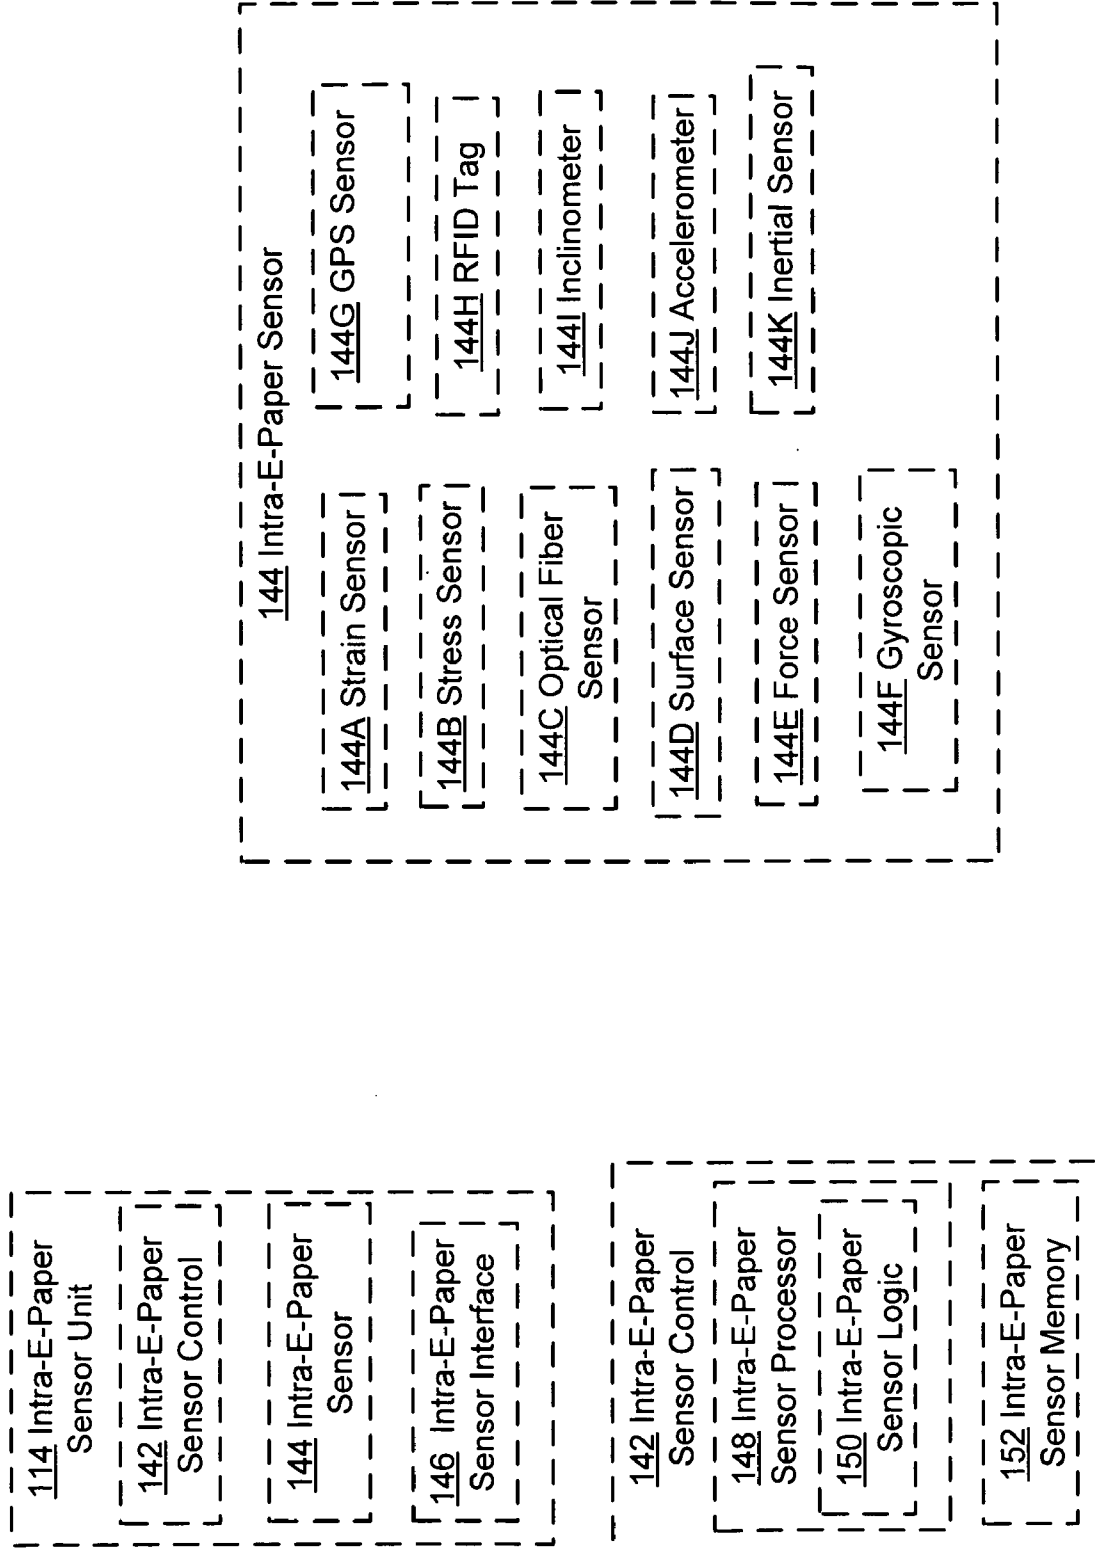 114 Intra-E-Paper
Sensor Unit
142 Intra-E-Paper
Sensor Control
144 Intra-E-Paper
Sensor
146 Intra-E-Paper
Sensor Interface
142 Intra-E-Paper
Sensor Control
148 Intra-E-Paper
Sensor Processor
150 Intra-E-Paper
Sensor Logic
152 Intra-E-Paper
Sensor Memory
144 Intra-E-Paper Sensor
144A Strain Sensor
144B Stress Sensor
144C Optical Fiber
Sensor
144D Surface Sensor
144E Force Sensor
144F Gyroscopic
Sensor
144G GPS Sensor
144H RFID Tag
144I Inclinometer
144J Accelerometer
144K Inertial Sensor